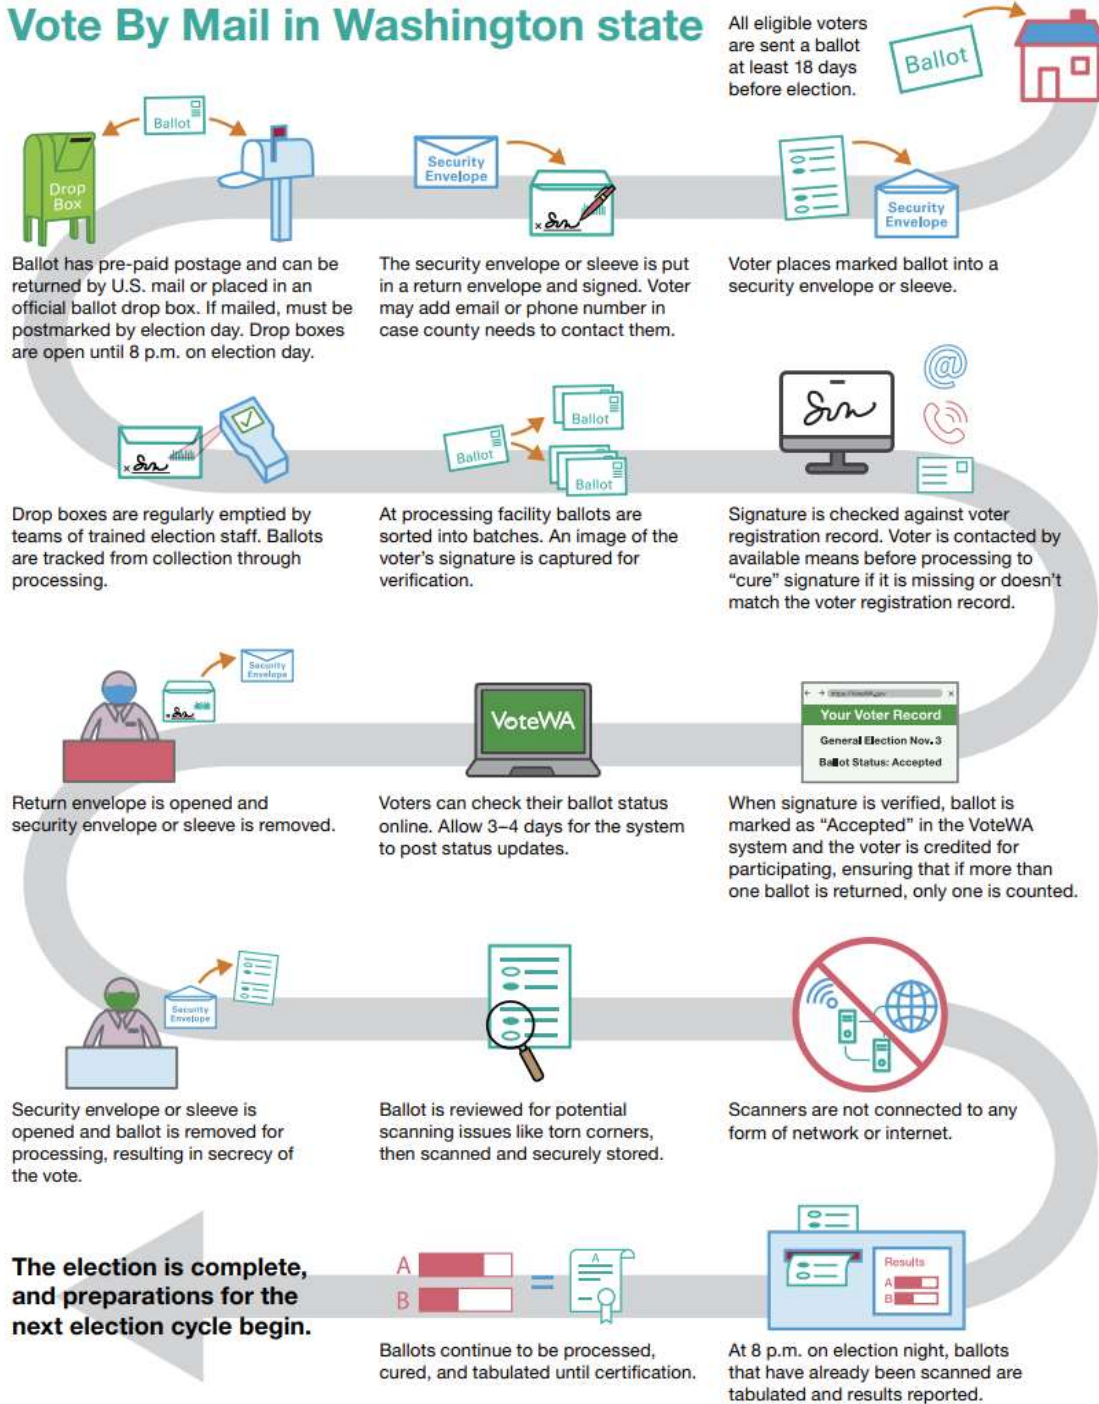 Vote By Mail in Washington state
All eligible voters
are sent a ballot
at least 18 days
before election.
Ballot
Security
Envelope
Voter places marked ballot into a
security envelope or sleeve.
Security
Envelope
The security envelope or sleeve is put
in a return envelope and signed. Voter
may add email or phone number in
case county needs to contact them.
Ballot
Drop
Box
Ballot has pre-paid postage and can be
returned by U.S. mail or placed in an
official ballot drop box. If mailed, must be
postmarked by election day. Drop boxes
are open until 8 p.m. on election day.
Drop boxes are regularly emptied by
teams of trained election staff. Ballots
are tracked from collection through
processing.
Ballot
Ballot
Ballot
At processing facility ballots are
sorted into batches. An image of the
voter's signature is captured for
verification.
@
Signature is checked against voter
registration record. Voter is contacted by
available means before processing to
“cure” signature if it is missing or doesn't
match the voter registration record.
Your Voter Record
General Election Nov. 3
Ballot Status: Accepted
When signature is verified, ballot is
marked as “Accepted” in the VoteWA
system and the voter is credited for
participating, ensuring that if more than
one ballot is returned, only one is counted.
VoteWA
Voters can check their ballot status
online. Allow 3–4 days for the system
to post status updates.
Security
Envelope
Return envelope is opened and
security envelope or sleeve is removed.
Security
Envelope
Security envelope or sleeve is
opened and ballot is removed for
processing, resulting in secrecy of
the vote.
Ballot is reviewed for potential
scanning issues like torn corners,
then scanned and securely stored.
Scanners are not connected to any
form of network or internet.
Results
A
B
At 8 p.m. on election night, ballots
that have already been scanned are
tabulated and results reported.
A
B
=
A
Ballots continue to be processed,
cured, and tabulated until certification.
The election is complete,
and preparations for the
next election cycle begin.